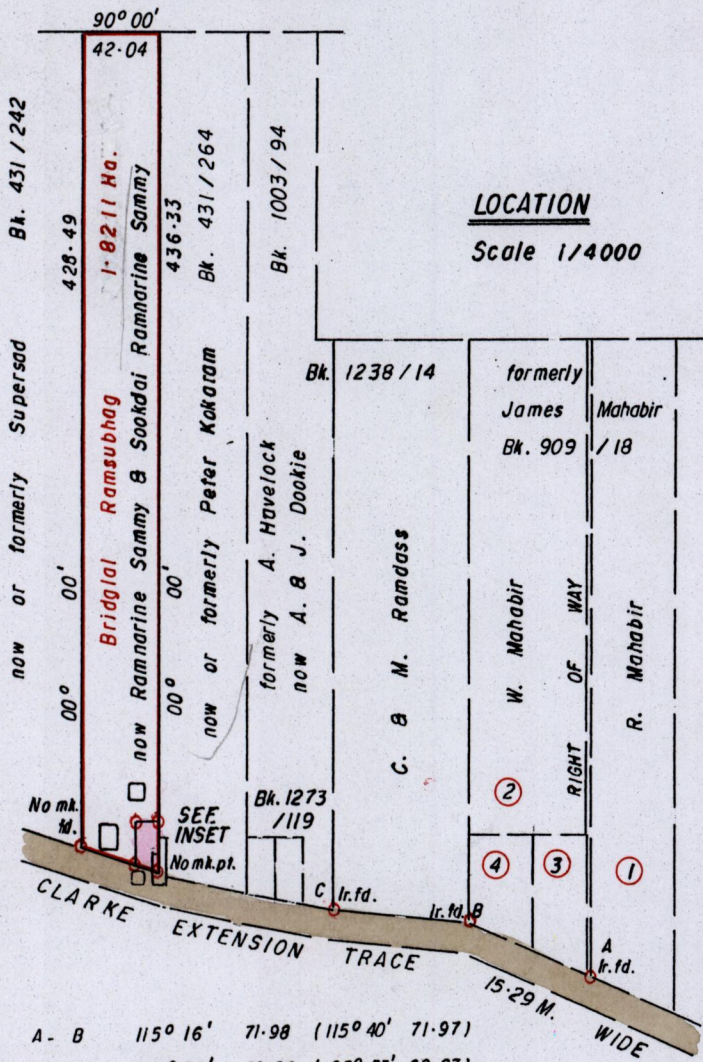 90° 00'
42·04
now or formerly Supersad Bk. 431 / 242
428·49
00° 00'
Bridglal Ramsubhag 1·8211 Ha.
now Ramnarine Sammy & Sookdai Ramnarine Sammy
436·33
00° 00'
now or formerly Peter Kokaram Bk. 431 / 264
formerly A. Havelock
now A. & J. Dookie
Bk. 1003 / 94
LOCATION
Scale 1/4000
Bk. 1238 / 14
formerly
James Mahabir
Bk. 909 / 18
C. & M. Ramdass
W. Mahabir
RIGHT OF WAY
R. Mahabir
2
Bk. 1273
/119
No mk.
fd.
SEE
INSET
No mk. pt.
4
3
1
C Ir. fd.
Ir. fd. B
A
Ir. fd.
CLARKE EXTENSION TRACE
15·29 M. WIDE
A - B 115° 16' 71·98 (115° 40' 71·97)